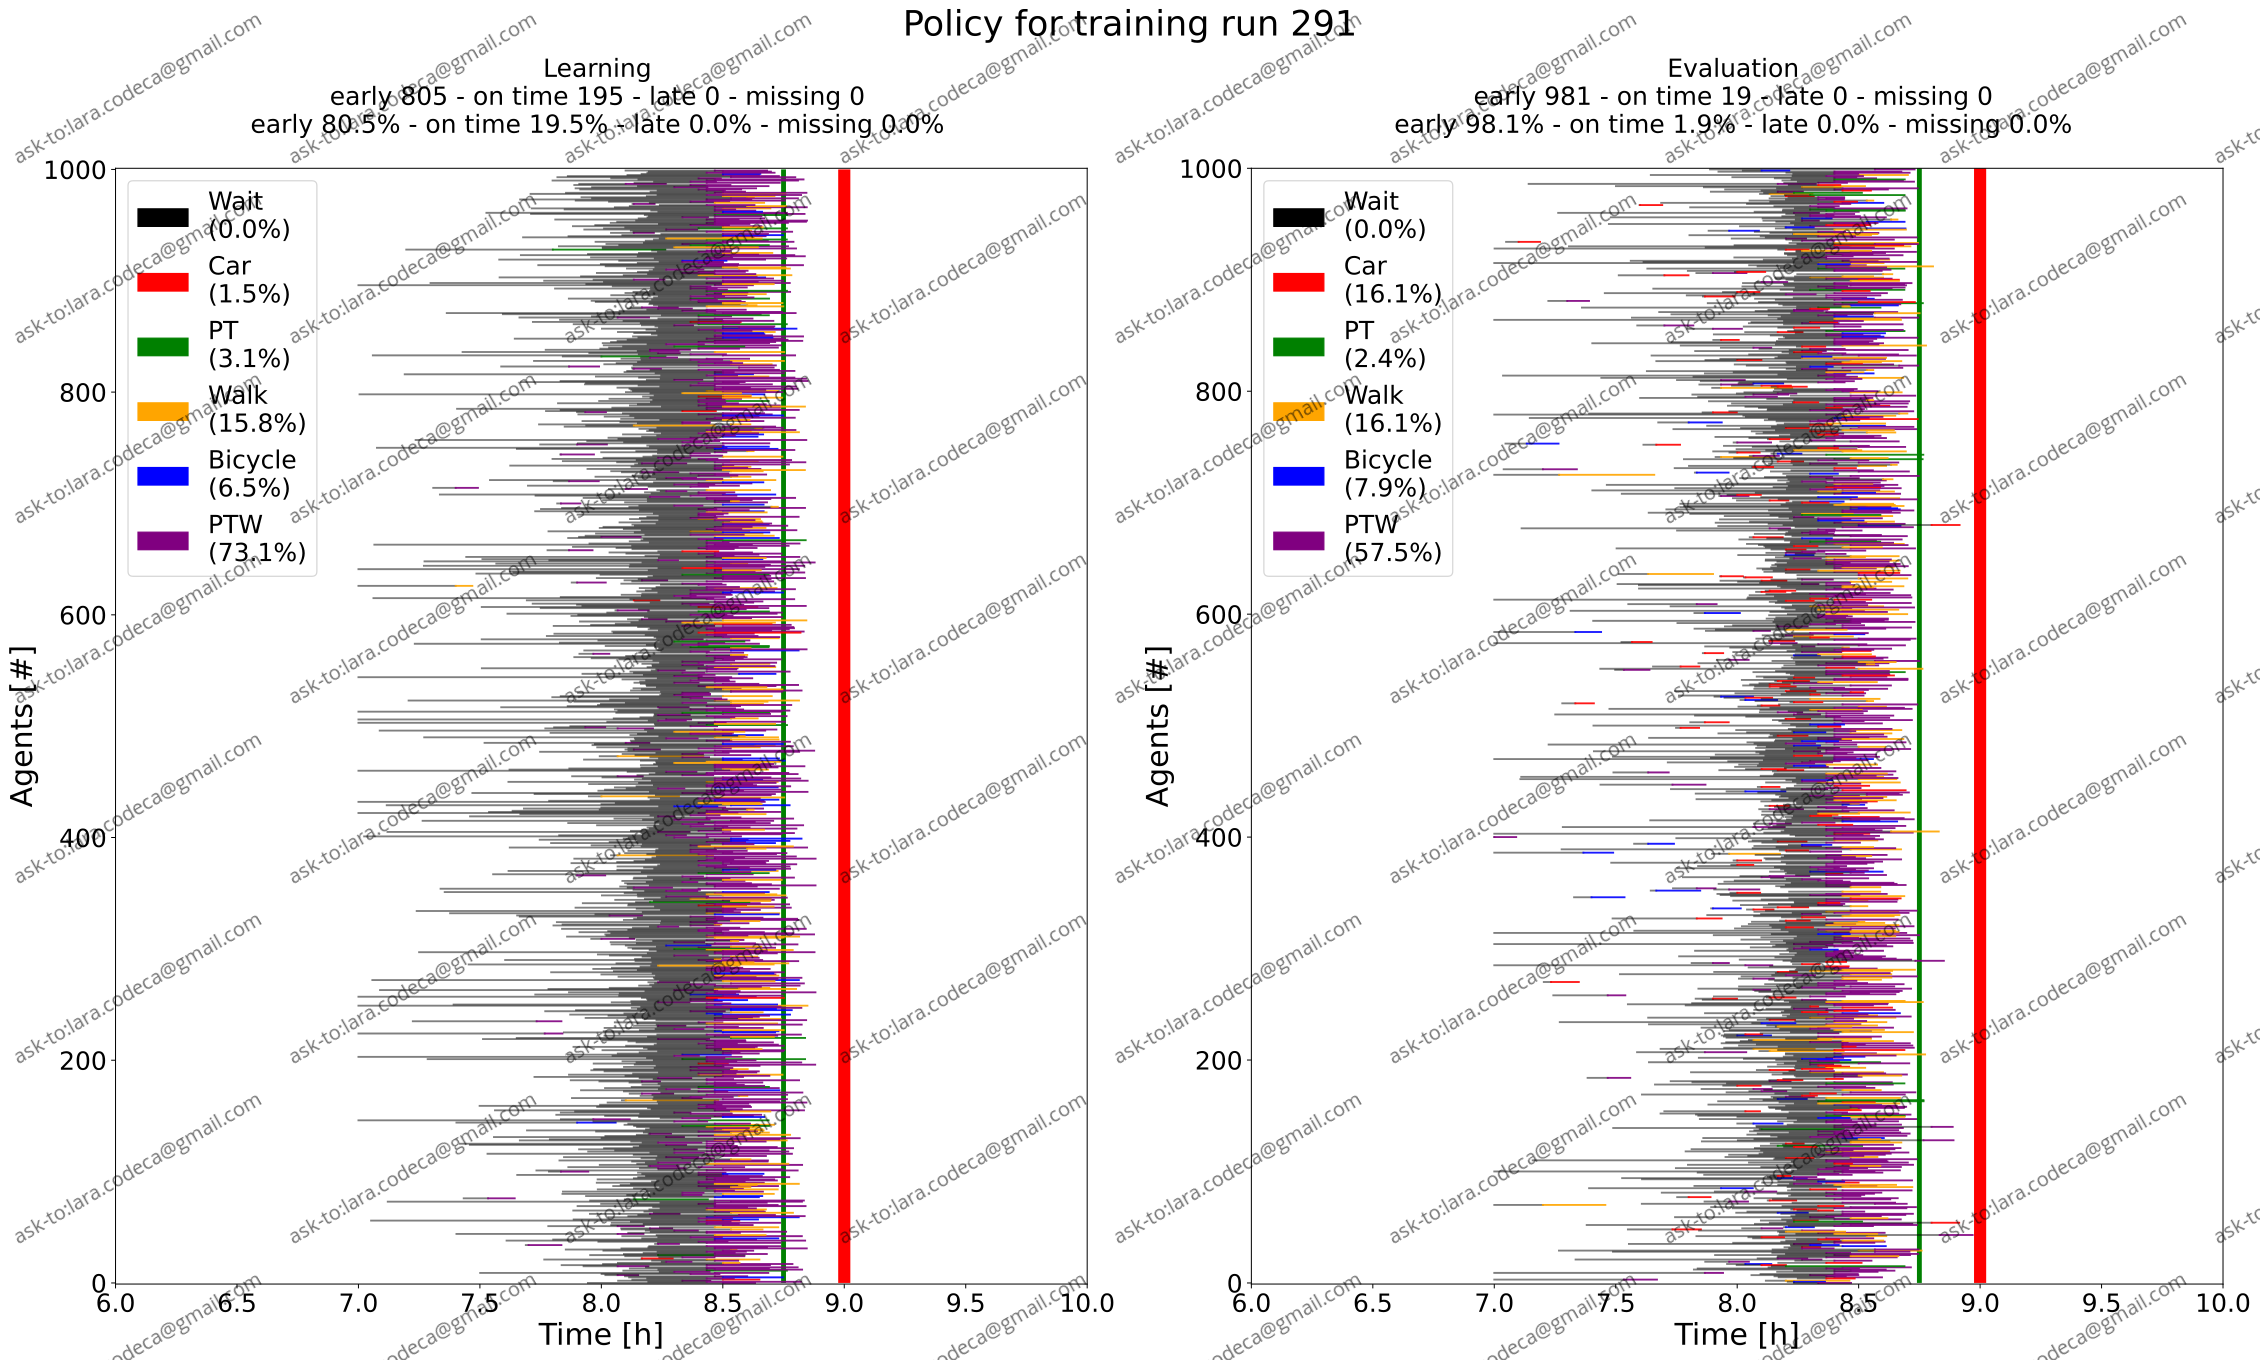 Policy for training run 291
Learning
early 805 - on time 195 - late 0 - missing 0
early 80.5% - on time 19.5% - late 0.0% - missing 0.0%
1000
800
600
400
200
0
Agents [#]
Wait
(0.0%)
Car
(1.5%)
PT
(3.1%)
Walk
(15.8%)
Bicycle
(6.5%)
PTW
(73.1%)
6.0 6.5 7.0 7.5 8.0 8.5 9.0 9.5 10.0
Time [h]
Evaluation
early 981 - on time 19 - late 0 - missing 0
early 98.1% - on time 1.9% - late 0.0% - missing 0.0%
1000
800
600
400
200
0
Agents [#]
Wait
(0.0%)
Car
(16.1%)
PT
(2.4%)
Walk
(16.1%)
Bicycle
(7.9%)
PTW
(57.5%)
6.0 6.5 7.0 7.5 8.0 8.5 9.0 9.5 10.0
Time [h]
ask-to:lara.codeca@gmail.com